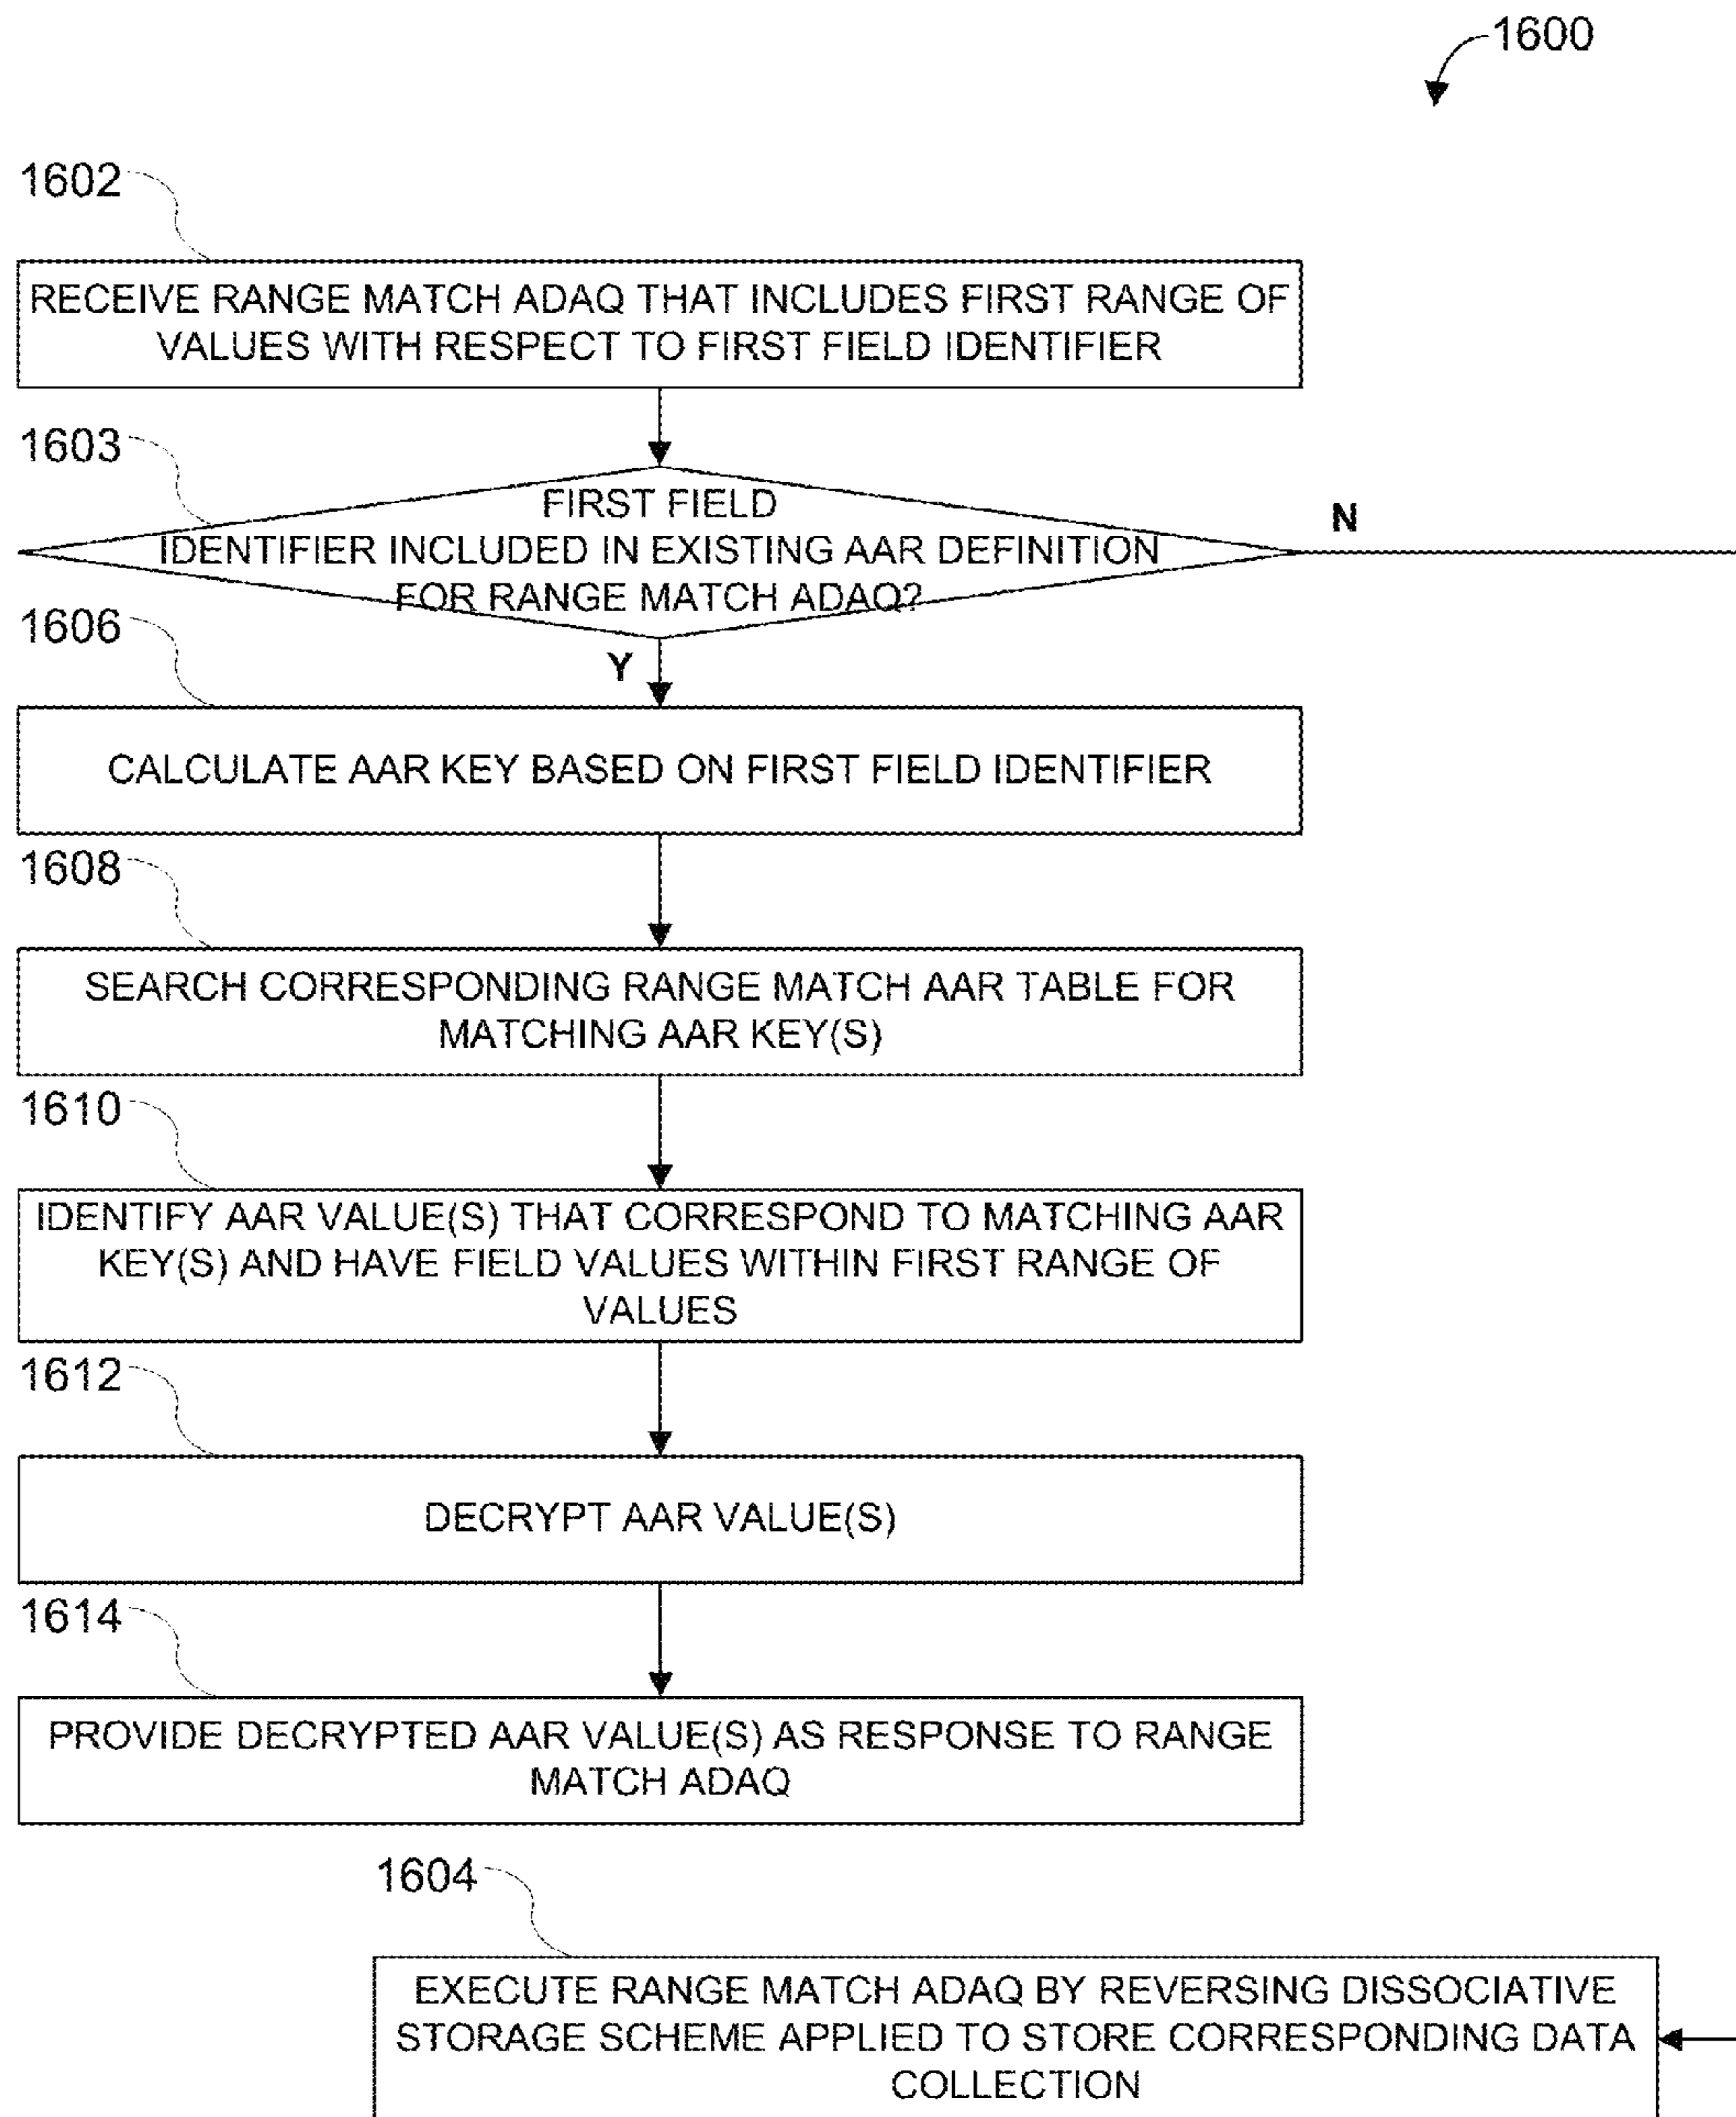 1600
1602
RECEIVE RANGE MATCH ADAQ THAT INCLUDES FIRST RANGE OF
VALUES WITH RESPECT TO FIRST FIELD IDENTIFIER
1603
FIRST FIELD
IDENTIFIER INCLUDED IN EXISTING AAR DEFINITION
FOR RANGE MATCH ADAQ?
N
1606
Y
CALCULATE AAR KEY BASED ON FIRST FIELD IDENTIFIER
1608
SEARCH CORRESPONDING RANGE MATCH AAR TABLE FOR
MATCHING AAR KEY(S)
1610
IDENTIFY AAR VALUE(S) THAT CORRESPOND TO MATCHING AAR
KEY(S) AND HAVE FIELD VALUES WITHIN FIRST RANGE OF
VALUES
1612
DECRYPT AAR VALUE(S)
1614
PROVIDE DECRYPTED AAR VALUE(S) AS RESPONSE TO RANGE
MATCH ADAQ
1604
EXECUTE RANGE MATCH ADAQ BY REVERSING DISSOCIATIVE
STORAGE SCHEME APPLIED TO STORE CORRESPONDING DATA
COLLECTION